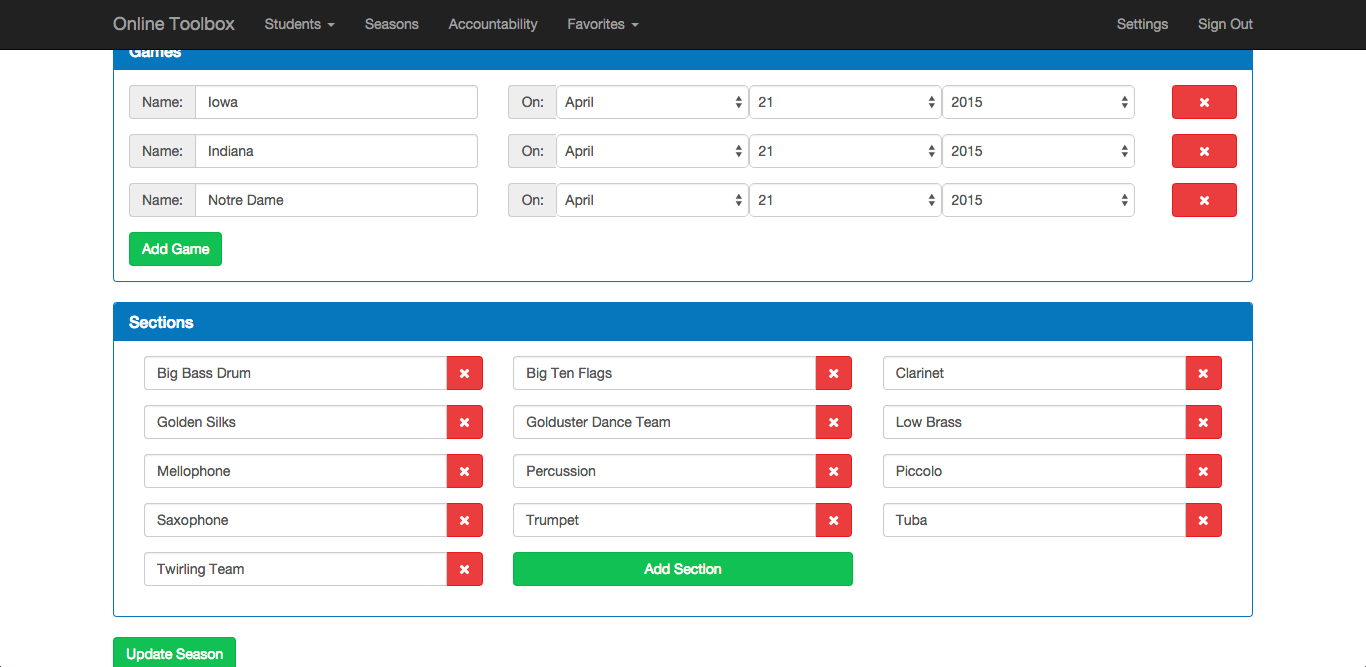 Online Toolbox Students Seasons Accountability Favorites Settings Sign Out
Games
Name: Iowa On: April 21 2015
Name: Indiana On: April 21 2015
Name: Notre Dame On: April 21 2015
Add Game
Sections
Big Bass Drum Big Ten Flags Clarinet
Golden Silks Golduster Dance Team Low Brass
Mellophone Percussion Piccolo
Saxophone Trumpet Tuba
Twirling Team Add Section
Update Season